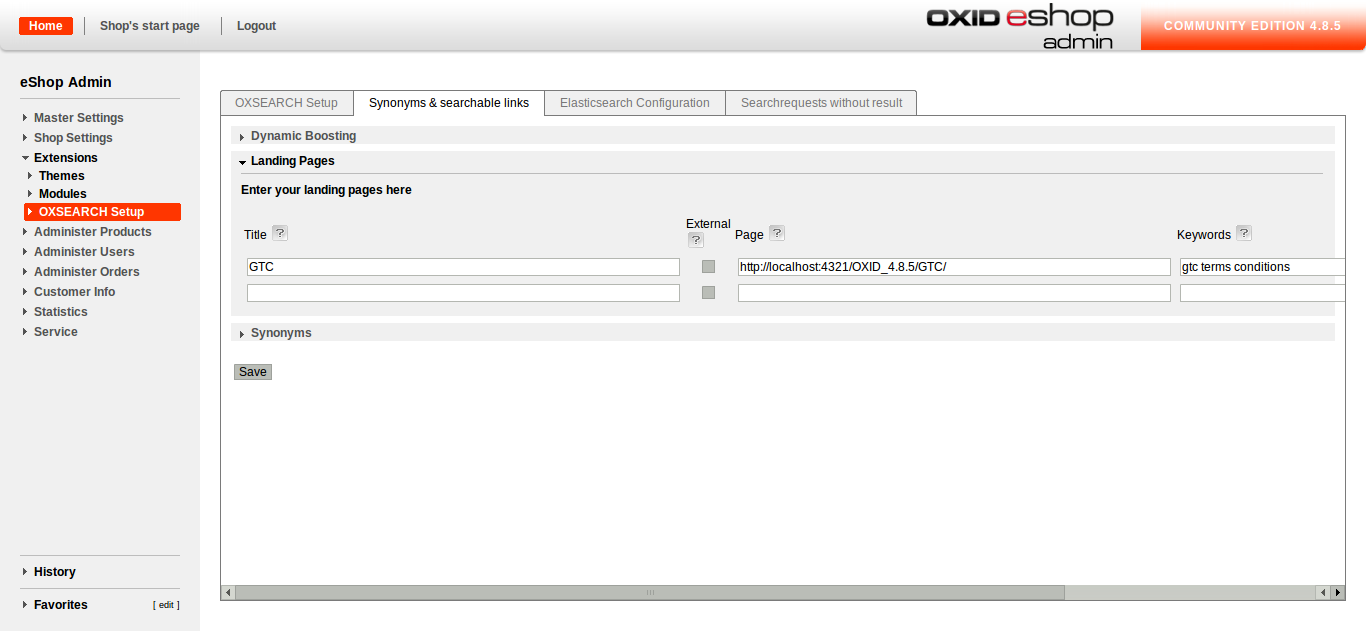 Home
Shop's start page
Logout
OXID eshop
admin
COMMUNITY EDITION 4.8.5
eShop Admin
Master Settings
Shop Settings
Extensions
Themes
Modules
OXSEARCH Setup
Administer Products
Administer Users
Administer Orders
Customer Info
Statistics
Service
History
Favorites
[ edit ]
OXSEARCH Setup
Synonyms & searchable links
Elasticsearch Configuration
Searchrequests without result
Dynamic Boosting
Landing Pages
Enter your landing pages here
Title ?
External ?
Page ?
Keywords ?
GTC
http://localhost:4321/OXID_4.8.5/GTC/
gtc terms conditions
Synonyms
Save